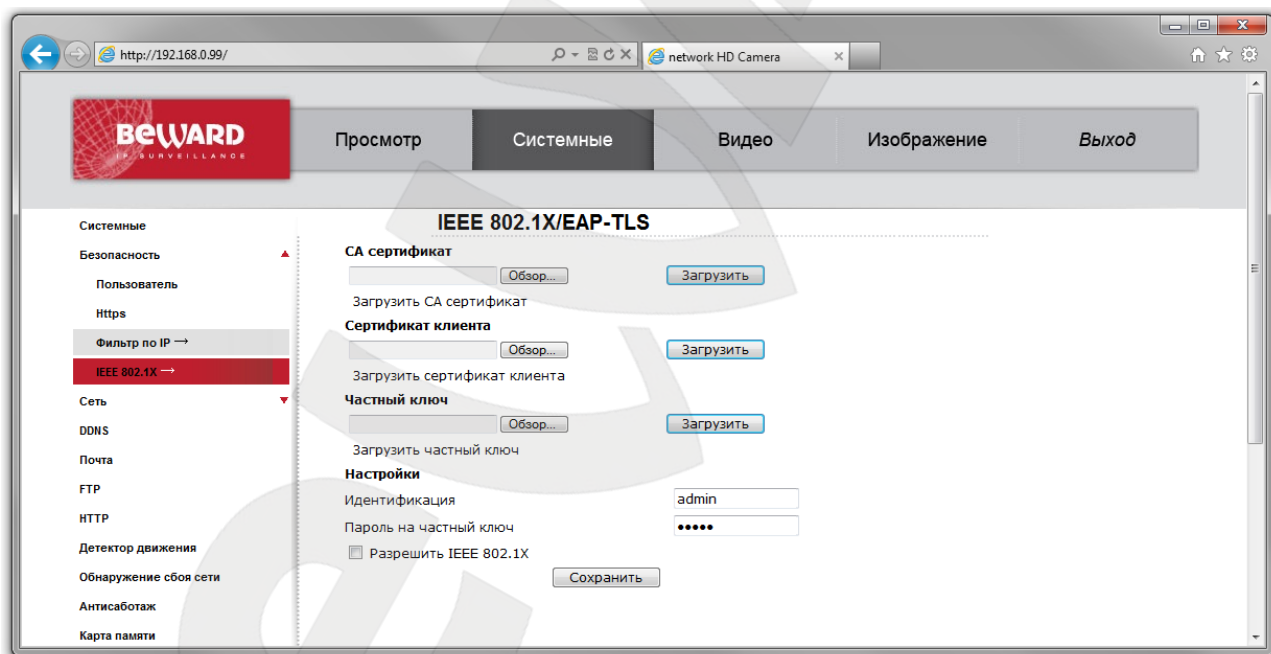 http://192.168.0.99/
network HD Camera
BEWARD
IP SURVEILLANCE
Просмотр
Системные
Видео
Изображение
Выход
Системные
Безопасность
Пользователь
Https
Фильтр по IP →
IEEE 802.1X →
Сеть
DDNS
Почта
FTP
HTTP
Детектор движения
Обнаружение сбоя сети
Антисаботаж
Карта памяти
IEEE 802.1X/EAP-TLS
CA сертификат
Обзор... Загрузить
Загрузить CA сертификат
Сертификат клиента
Обзор... Загрузить
Загрузить сертификат клиента
Частный ключ
Обзор... Загрузить
Загрузить частный ключ
Настройки
Идентификация admin
Пароль на частный ключ •••••
Разрешить IEEE 802.1X
Сохранить